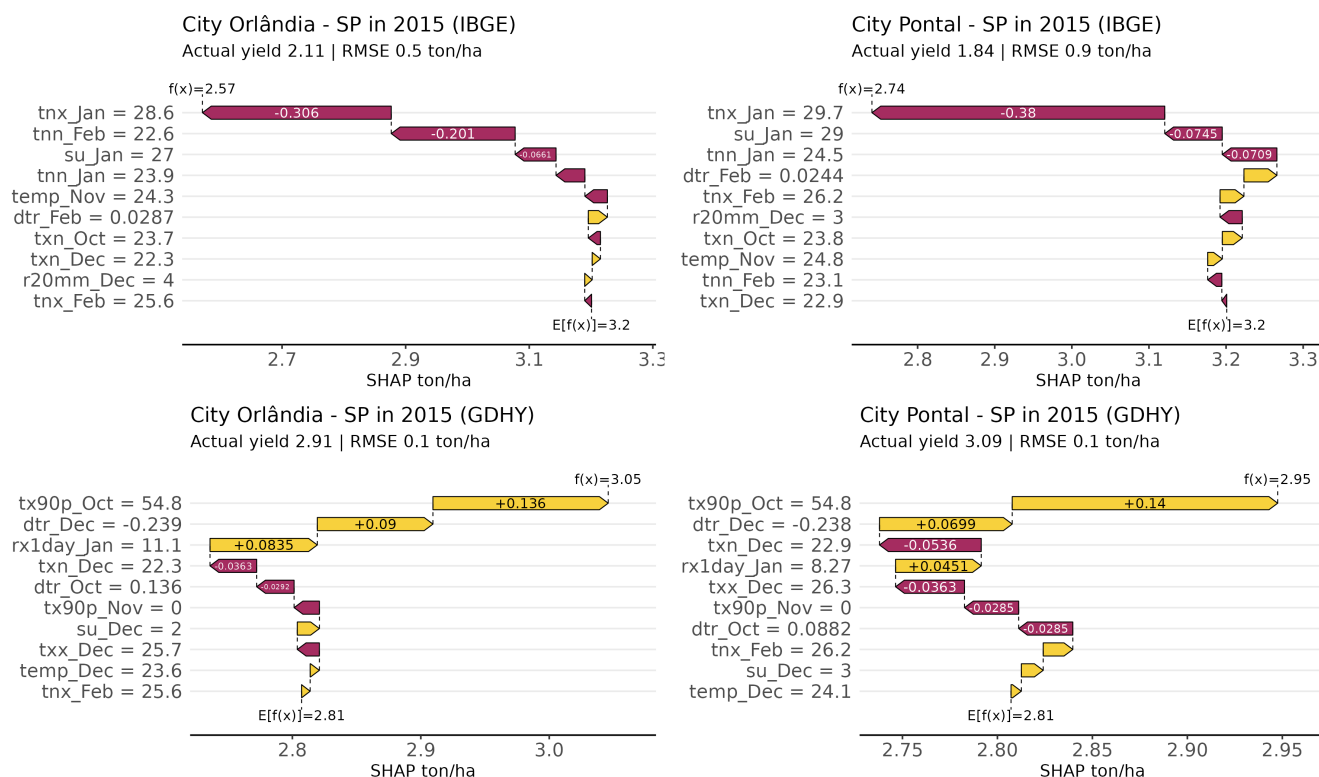 City Orlândia - SP in 2015 (IBGE)
Actual yield 2.11 | RMSE 0.5 ton/ha
f(x)=2.57
tnx_Jan = 28.6
-0.306
tnn_Feb = 22.6
-0.201
su_Jan = 27
-0.0661
tnn_Jan = 23.9
temp_Nov = 24.3
dtr_Feb = 0.0287
txn_Oct = 23.7
txn_Dec = 22.3
r20mm_Dec = 4
tnx_Feb = 25.6
E[f(x)]=3.2
2.7 2.9 3.1 3.3
SHAP ton/ha
City Pontal - SP in 2015 (IBGE)
Actual yield 1.84 | RMSE 0.9 ton/ha
f(x)=2.74
tnx_Jan = 29.7
-0.38
su_Jan = 29
-0.0745
tnn_Jan = 24.5
-0.0709
dtr_Feb = 0.0244
tnx_Feb = 26.2
r20mm_Dec = 3
txn_Oct = 23.8
temp_Nov = 24.8
tnn_Feb = 23.1
txn_Dec = 22.9
E[f(x)]=3.2
2.8 2.9 3.0 3.1 3.2 3.3
SHAP ton/ha
City Orlândia - SP in 2015 (GDHY)
Actual yield 2.91 | RMSE 0.1 ton/ha
f(x)=3.05
tx90p_Oct = 54.8
+0.136
dtr_Dec = -0.239
+0.09
rx1day_Jan = 11.1
+0.0835
txn_Dec = 22.3
-0.0363
dtr_Oct = 0.136
-0.0292
tx90p_Nov = 0
su_Dec = 2
txx_Dec = 25.7
temp_Dec = 23.6
tnx_Feb = 25.6
E[f(x)]=2.81
2.8 2.9 3.0
SHAP ton/ha
City Pontal - SP in 2015 (GDHY)
Actual yield 3.09 | RMSE 0.1 ton/ha
f(x)=2.95
tx90p_Oct = 54.8
+0.14
dtr_Dec = -0.238
+0.0699
txn_Dec = 22.9
-0.0536
rx1day_Jan = 8.27
+0.0451
txx_Dec = 26.3
-0.0363
tx90p_Nov = 0
-0.0285
dtr_Oct = 0.0882
-0.0285
tnx_Feb = 26.2
su_Dec = 3
temp_Dec = 24.1
E[f(x)]=2.81
2.75 2.80 2.85 2.90 2.95
SHAP ton/ha